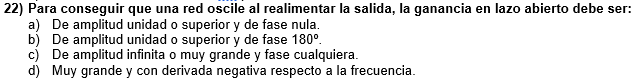 22) Para conseguir que una red oscile al realimentar la salida, la ganancia en lazo abierto debe ser:
a) De amplitud unidad o superior y de fase nula.
b) De amplitud unidad o superior y de fase 180º.
c) De amplitud infinita o muy grande y fase cualquiera.
d) Muy grande y con derivada negativa respecto a la frecuencia.